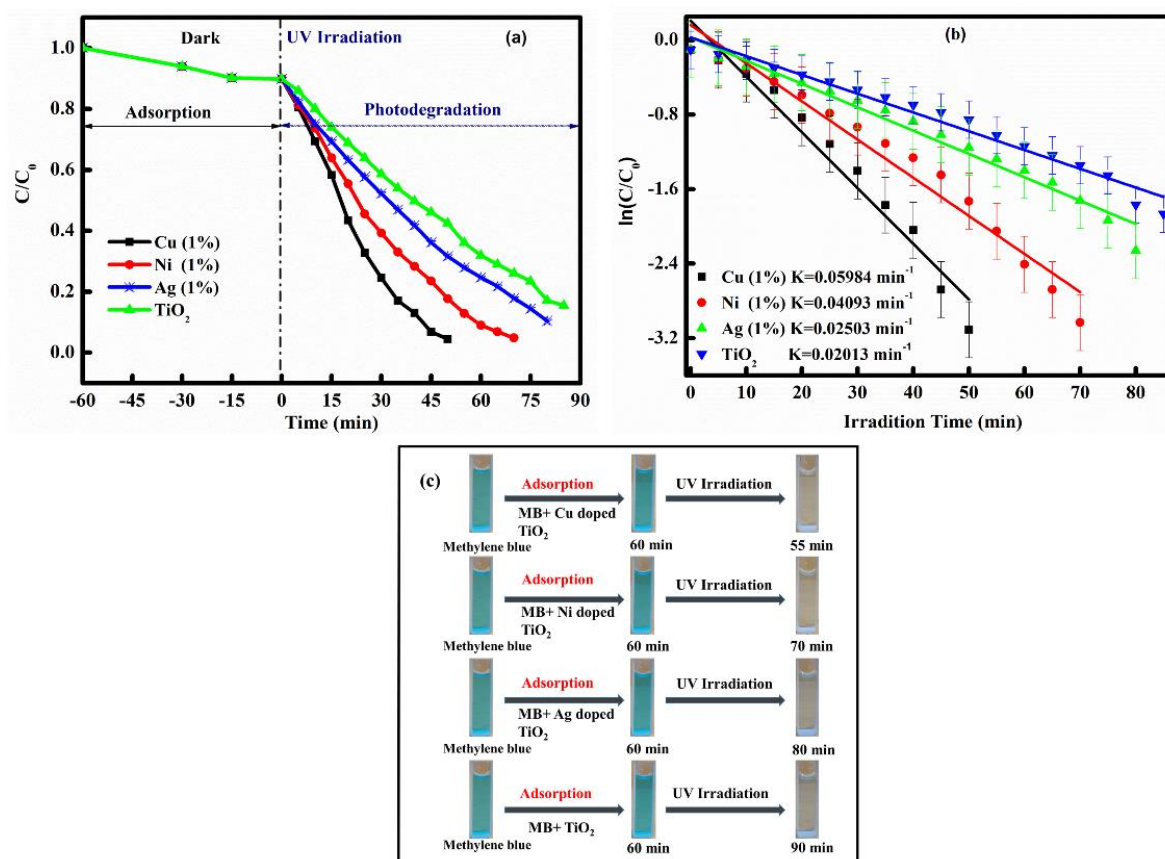 (a)
Dark
UV Irradiation
Adsorption
Photodegradation
C/C0
1.0
0.8
0.6
0.4
0.2
0.0
Cu (1%)
Ni (1%)
Ag (1%)
TiO2
-60 -45 -30 -15 0 15 30 45 60 75 90
Time (min)
(b)
ln(C/C0)
0.0
-0.8
-1.6
-2.4
-3.2
Cu (1%) K=0.05984 min-1
Ni (1%) K=0.04093 min-1
Ag (1%) K=0.02503 min-1
TiO2 K=0.02013 min-1
0 10 20 30 40 50 60 70 80
Irradition Time (min)
(c)
Adsorption
UV Irradiation
MB+ Cu doped
TiO2
Methylene blue
60 min
55 min
Adsorption
UV Irradiation
MB+ Ni doped
TiO2
Methylene blue
60 min
70 min
Adsorption
UV Irradiation
MB+ Ag doped
TiO2
Methylene blue
60 min
80 min
Adsorption
UV Irradiation
MB+ TiO2
Methylene blue
60 min
90 min